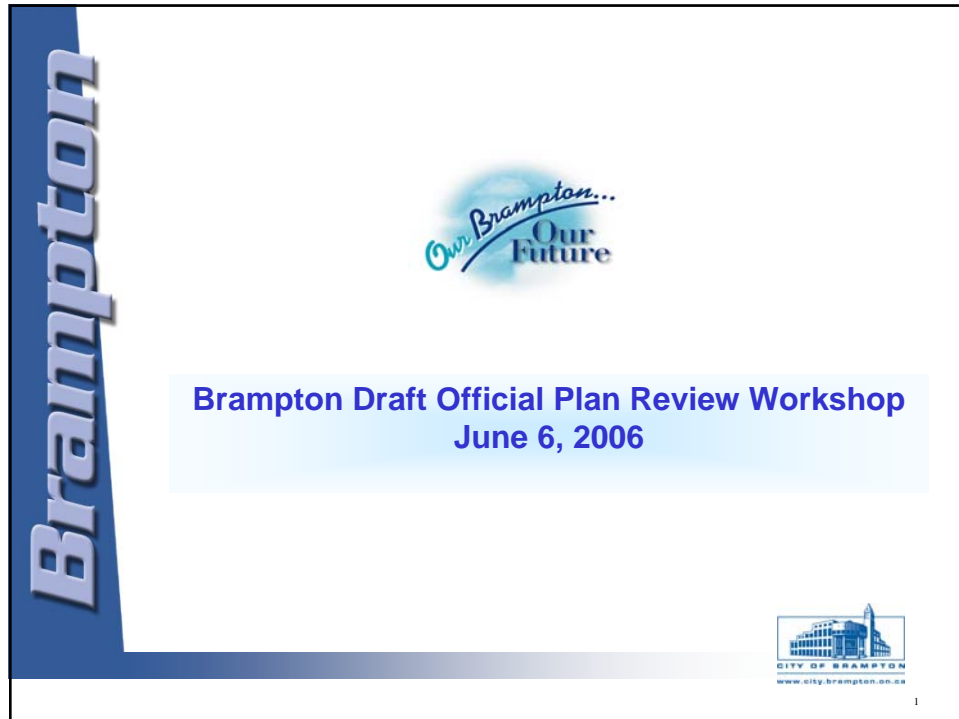 Brampton
Our Brampton...
Our
Future
Brampton Draft Official Plan Review Workshop
June 6, 2006
CITY OF BRAMPTON
www.city.brampton.on.ca
1